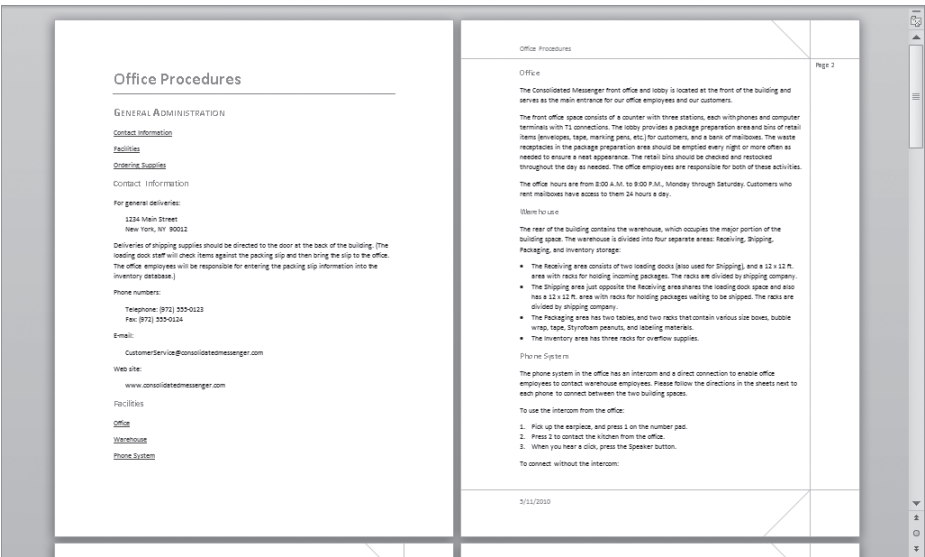 Office Procedures
GENERAL ADMINISTRATION
Contact Information
Facilities
Ordering Supplies
Contact Information
For general deliveries:
1234 Main Street
New York, NY 90012
Deliveries of shipping supplies should be directed to the door at the back of the building. (The
loading dock staff will check items against the packing slip and then bring the slip to the office.
The office employees will be responsible for entering the packing slip information into the
inventory database.)
Phone numbers:
Telephone: (972) 555-0123
Fax: (972) 555-0124
E-mail:
CustomerService@consolidatedmessenger.com
Web site:
www.consolidatedmessenger.com
Facilities
Office
Warehouse
Phone System
Office Procedures
Page 2
Office
The Consolidated Messenger front office and lobby is located at the front of the building and
serves as the main entrance for our office employees and our customers.
The front office space consists of a counter with three stations, each with phones and computer
terminals with T1 connections. The lobby provides a package preparation area and bins of retail
items (envelopes, tape, marking pens, etc.) for customers, and a bank of mailboxes. The waste
receptacles in the package preparation area should be emptied every night or more often as
needed to ensure a neat appearance. The retail bins should be checked and restocked
throughout the day as needed. The office employees are responsible for both of these activities.
The office hours are from 8:00 A.M. to 9:00 P.M., Monday through Saturday. Customers who
rent mailboxes have access to them 24 hours a day.
Warehouse
The rear of the building contains the warehouse, which occupies the major portion of the
building space. The warehouse is divided into four separate areas: Receiving, Shipping,
Packaging, and Inventory storage:
• The Receiving area consists of two loading docks (also used for Shipping), and a 12 x 12 ft.
area with racks for holding incoming packages. The racks are divided by shipping company.
• The Shipping area just opposite the Receiving area shares the loading dock space and also
has a 12 x 12 ft. area with racks for holding packages waiting to be shipped. The racks are
divided by shipping company.
• The Packaging area has two tables, and two racks that contain various size boxes, bubble
wrap, tape, Styrofoam peanuts, and labeling materials.
• The Inventory area has three racks for overflow supplies.
Phone System
The phone system in the office has an intercom and a direct connection to enable office
employees to contact warehouse employees. Please follow the directions in the sheets next to
each phone to connect between the two building spaces.
To use the intercom from the office:
1. Pick up the earpiece, and press 1 on the number pad.
2. Press 2 to contact the kitchen from the office.
3. When you hear a click, press the Speaker button.
To connect without the intercom:
5/11/2010